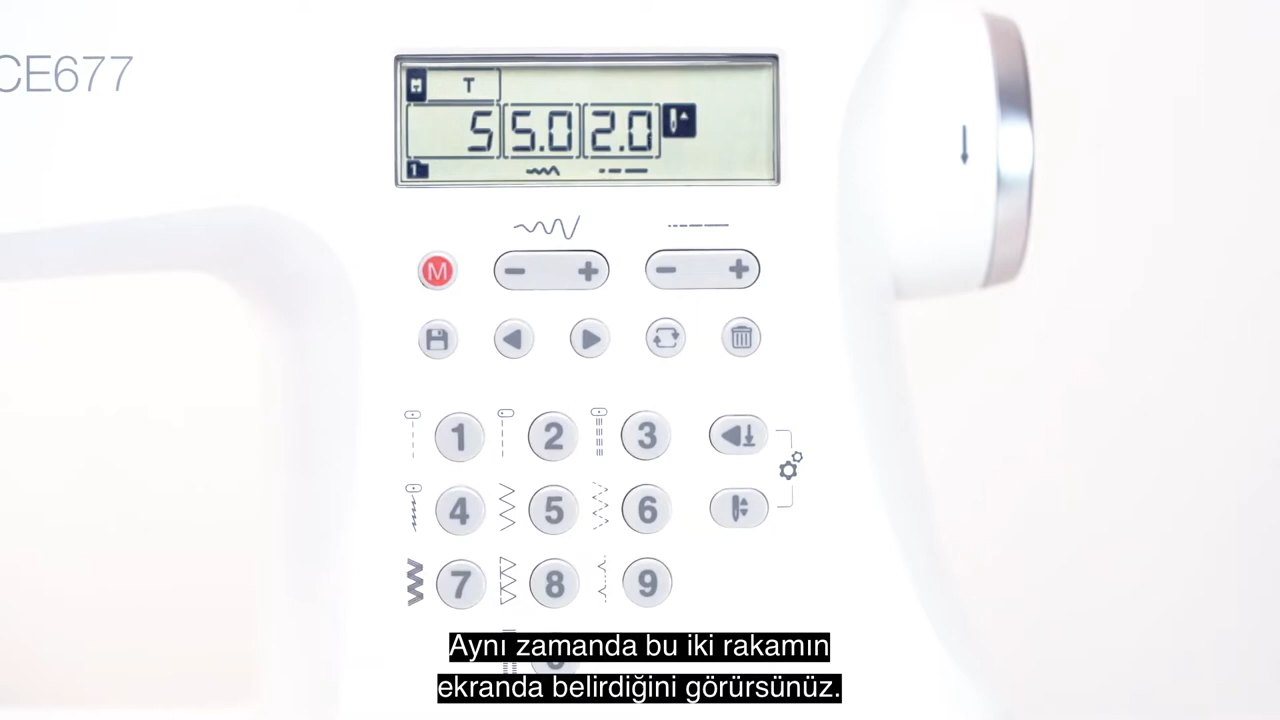 CE677
T
5 5.0 2.0
1
M
- + - +
1 2 3
4 5 6
7 8 9
Aynı zamanda bu iki rakamın
ekranda belirdiğini görürsünüz.